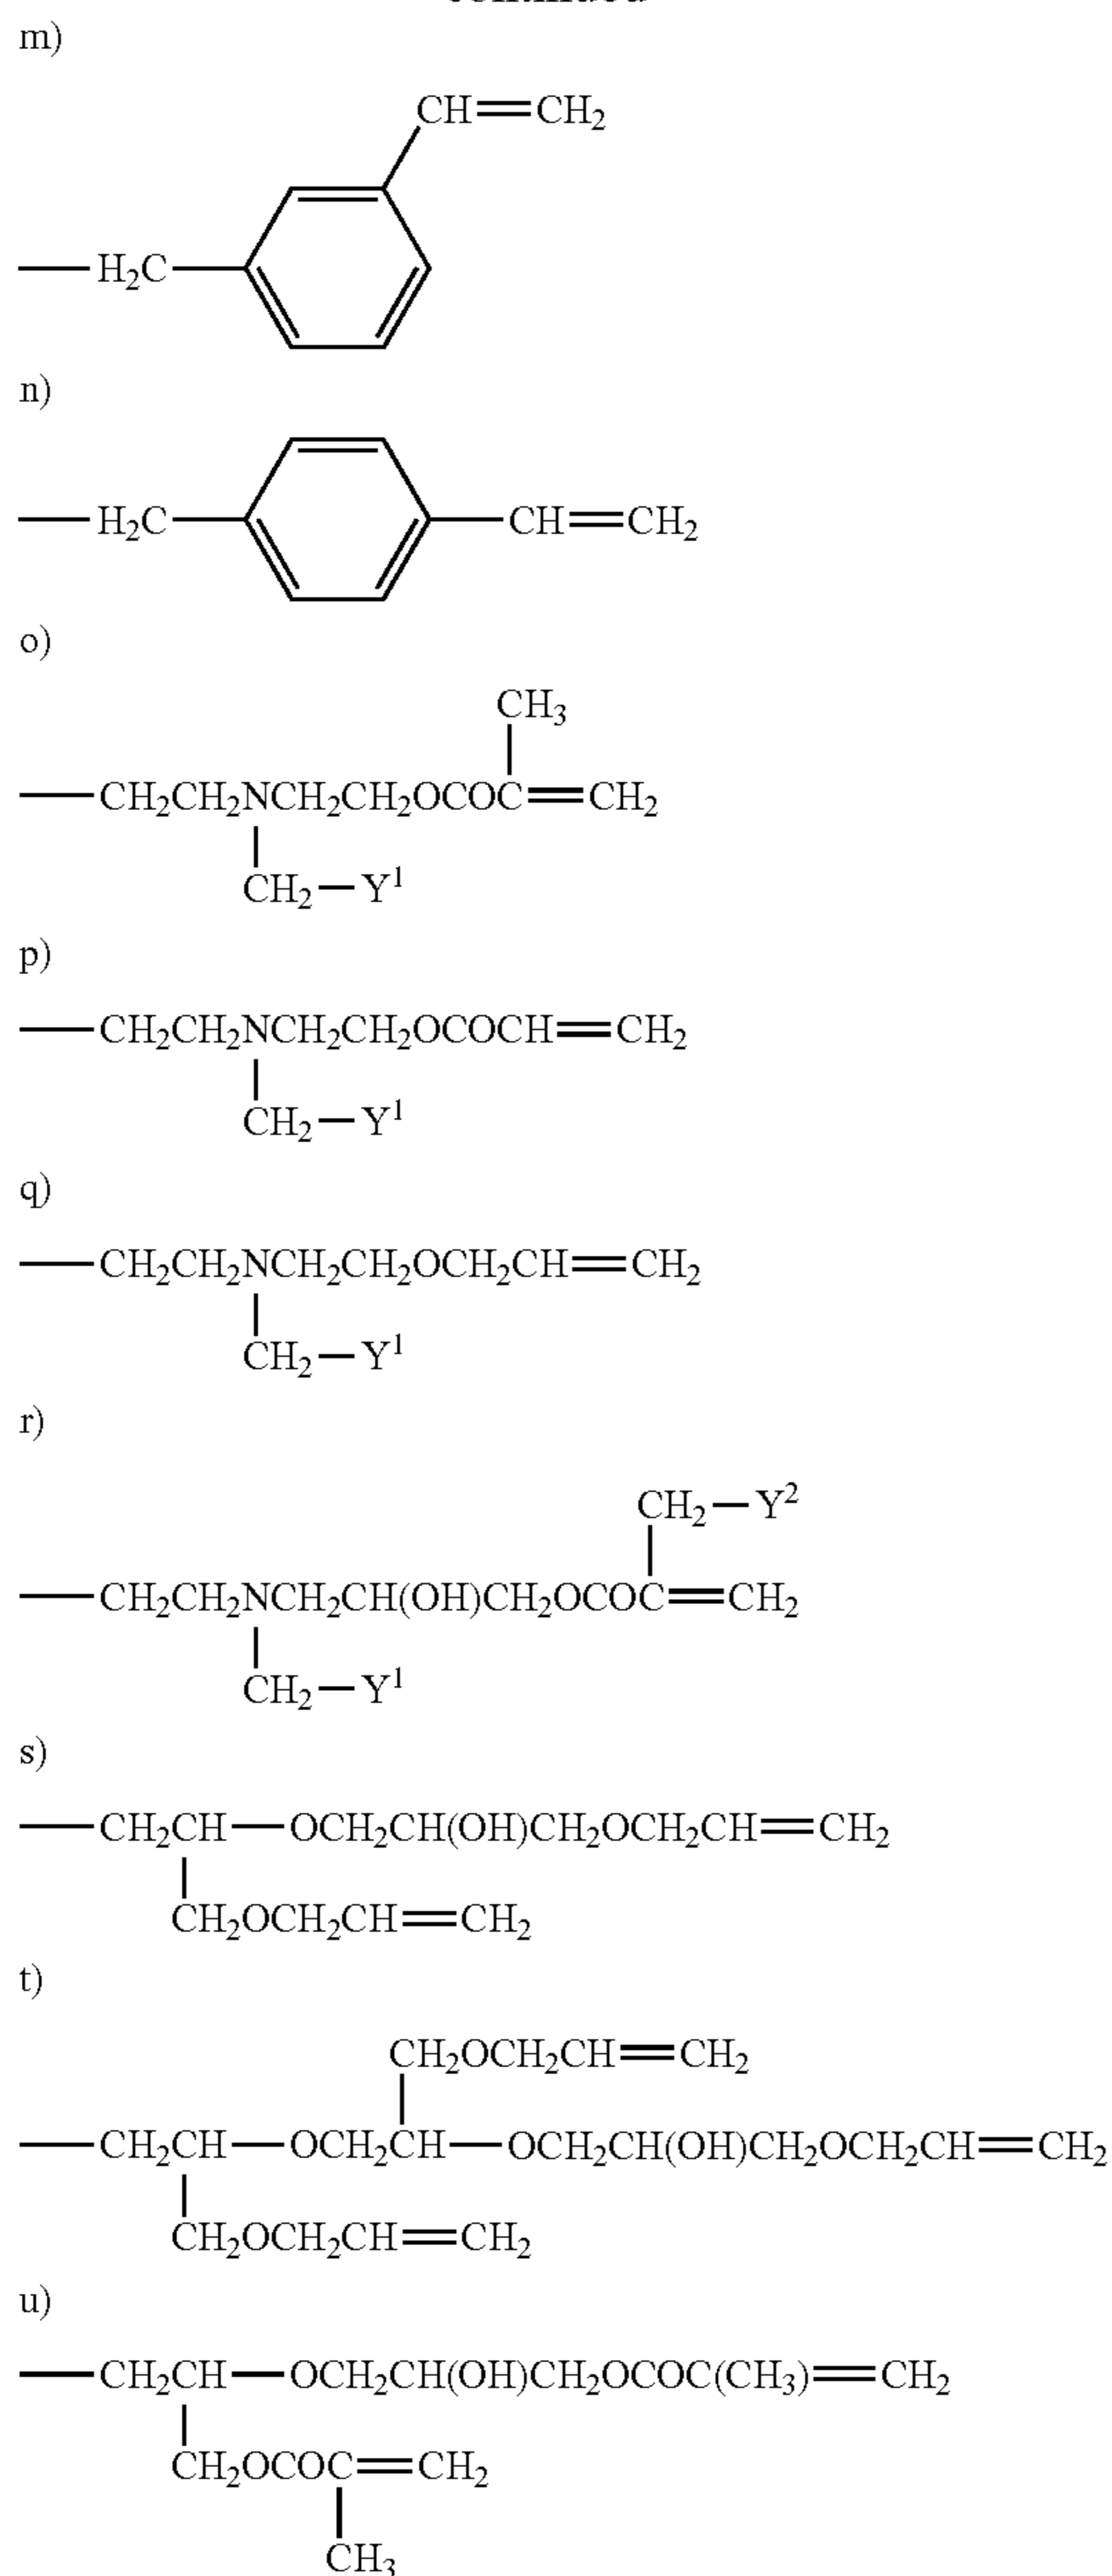 m)
CH=CH₂
—H₂C—
n)
—H₂C— —CH=CH₂
o)
CH₃
—CH₂CH₂NCH₂CH₂OCOC=CH₂
CH₂—Y¹
p)
—CH₂CH₂NCH₂CH₂OCOCH=CH₂
CH₂—Y¹
q)
—CH₂CH₂NCH₂CH₂OCH₂CH=CH₂
CH₂—Y¹
r)
CH₂—Y²
—CH₂CH₂NCH₂CH(OH)CH₂OCOC=CH₂
CH₂—Y¹
s)
—CH₂CH—OCH₂CH(OH)CH₂OCH₂CH=CH₂
CH₂OCH₂CH=CH₂
t)
CH₂OCH₂CH=CH₂
—CH₂CH—OCH₂CH—OCH₂CH(OH)CH₂OCH₂CH=CH₂
CH₂OCH₂CH=CH₂
u)
—CH₂CH—OCH₂CH(OH)CH₂OCOC(CH₃)=CH₂
CH₂OCOC=CH₂
CH₃